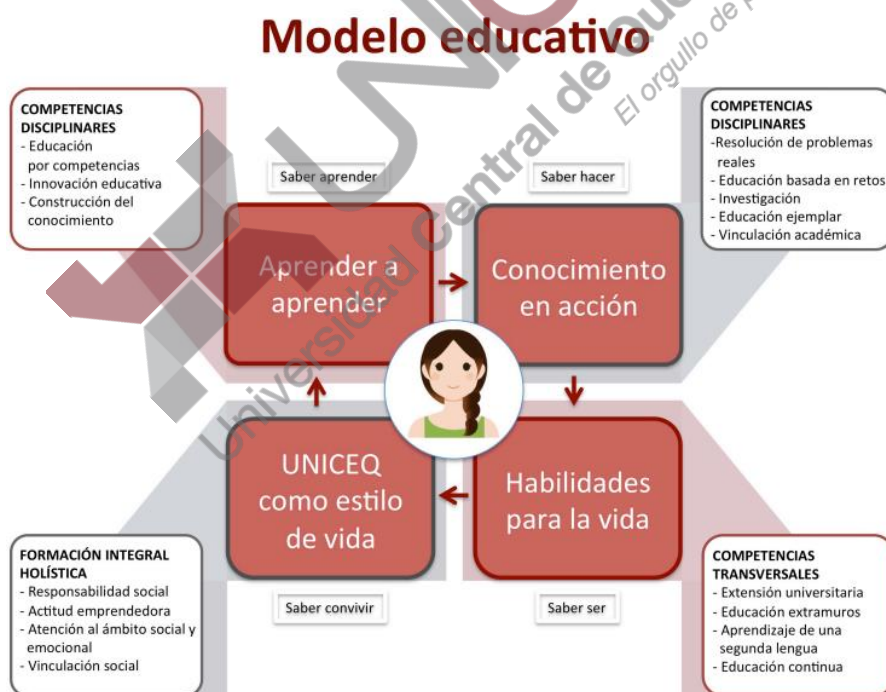 Modelo educativo
COMPETENCIAS
DISCIPLINARES
- Educación
por competencias
- Innovación educativa
- Construcción del
conocimiento
Saber aprender
Saber hacer
COMPETENCIAS
DISCIPLINARES
-Resolución de problemas
reales
- Educación basada en retos
- Investigación
- Educación ejemplar
- Vinculación académica
Aprender a
aprender
Conocimiento
en acción
UNICEQ
como estilo
de vida
Habilidades
para la vida
FORMACIÓN INTEGRAL
HOLÍSTICA
- Responsabilidad social
- Actitud emprendedora
- Atención al ámbito social y
emocional
- Vinculación social
Saber convivir
Saber ser
COMPETENCIAS
TRANSVERSALES
- Extensión universitaria
- Educación extramuros
- Aprendizaje de una
segunda lengua
- Educación continua
Universidad Central de
El orgullo de